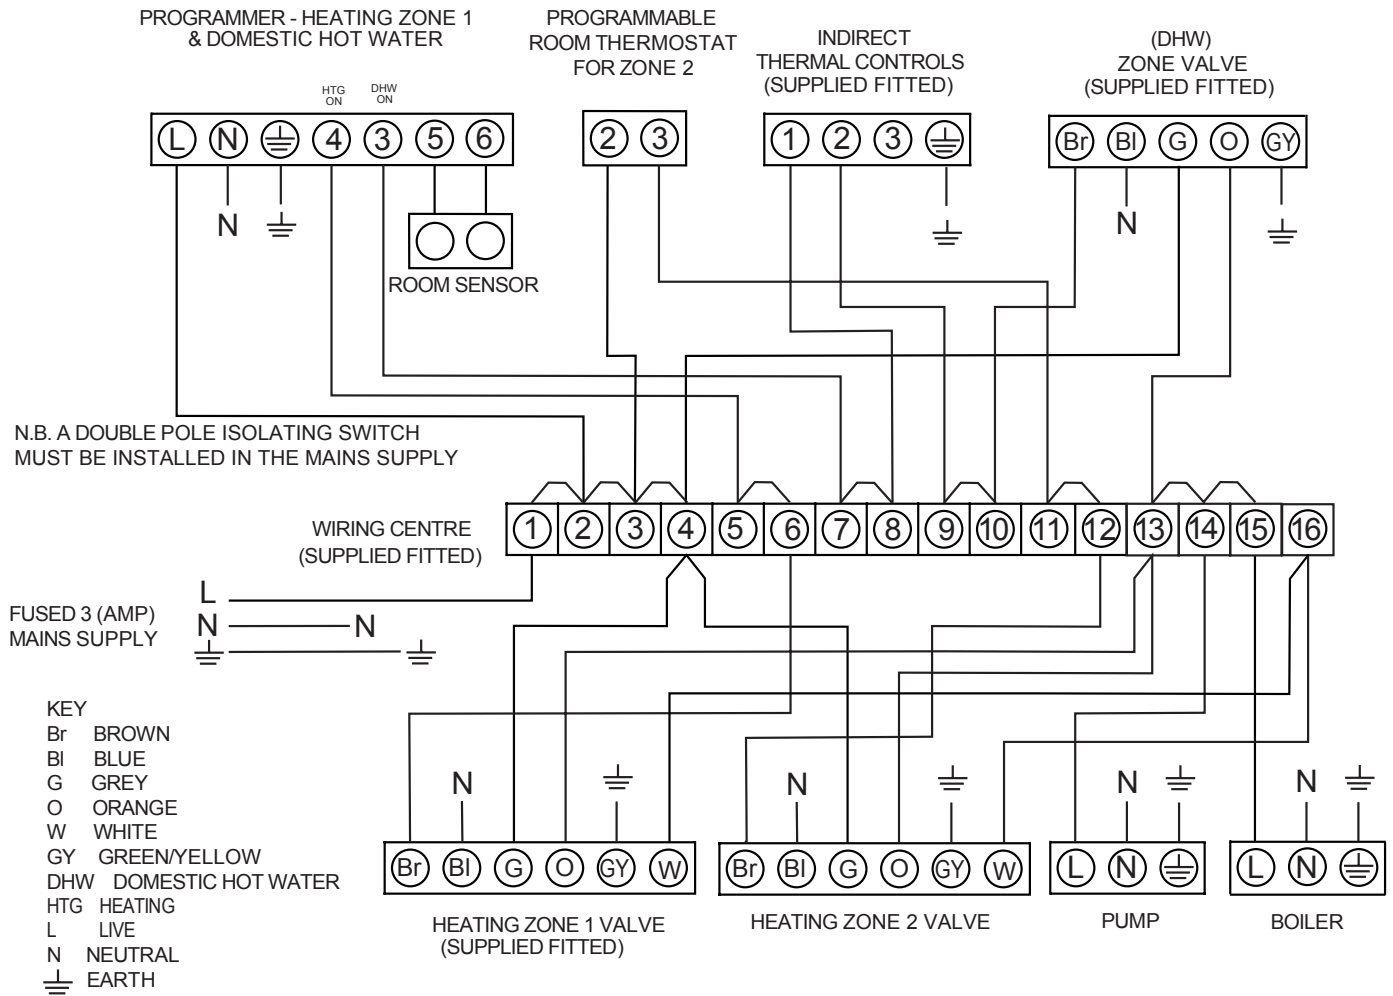 PROGRAMMER - HEATING ZONE 1
& DOMESTIC HOT WATER
HTG
ON
DHW
ON
L N 4 3 5 6
N
ROOM SENSOR
PROGRAMMABLE
ROOM THERMOSTAT
FOR ZONE 2
2 3
INDIRECT
THERMAL CONTROLS
(SUPPLIED FITTED)
1 2 3
(DHW)
ZONE VALVE
(SUPPLIED FITTED)
Br Bl G O GY
N
N.B. A DOUBLE POLE ISOLATING SWITCH
MUST BE INSTALLED IN THE MAINS SUPPLY
WIRING CENTRE
(SUPPLIED FITTED)
1 2 3 4 5 6 7 8 9 10 11 12 13 14 15 16
FUSED 3 (AMP)
MAINS SUPPLY
L
N N
KEY
Br BROWN
Bl BLUE
G GREY
O ORANGE
W WHITE
GY GREEN/YELLOW
DHW DOMESTIC HOT WATER
HTG HEATING
L LIVE
N NEUTRAL
EARTH
N
Br Bl G O GY W
HEATING ZONE 1 VALVE
(SUPPLIED FITTED)
N
Br Bl G O GY W
HEATING ZONE 2 VALVE
N
L N
PUMP
N
L N
BOILER